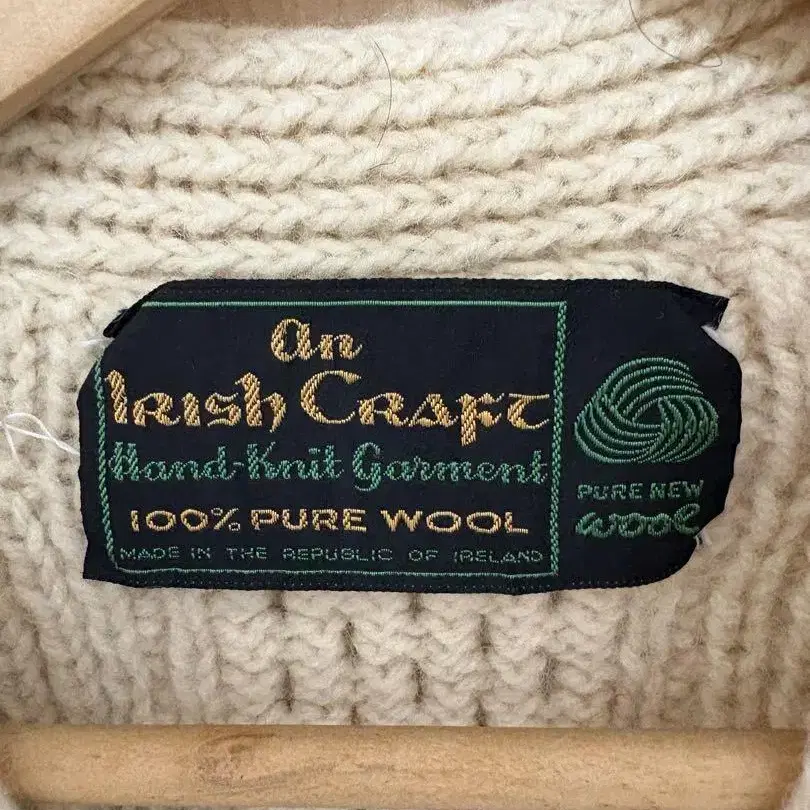 An
Irish Craft
Hand-Knit Garment
100% PURE WOOL
MADE IN THE REPUBLIC OF IRELAND
PURE NEW
wool